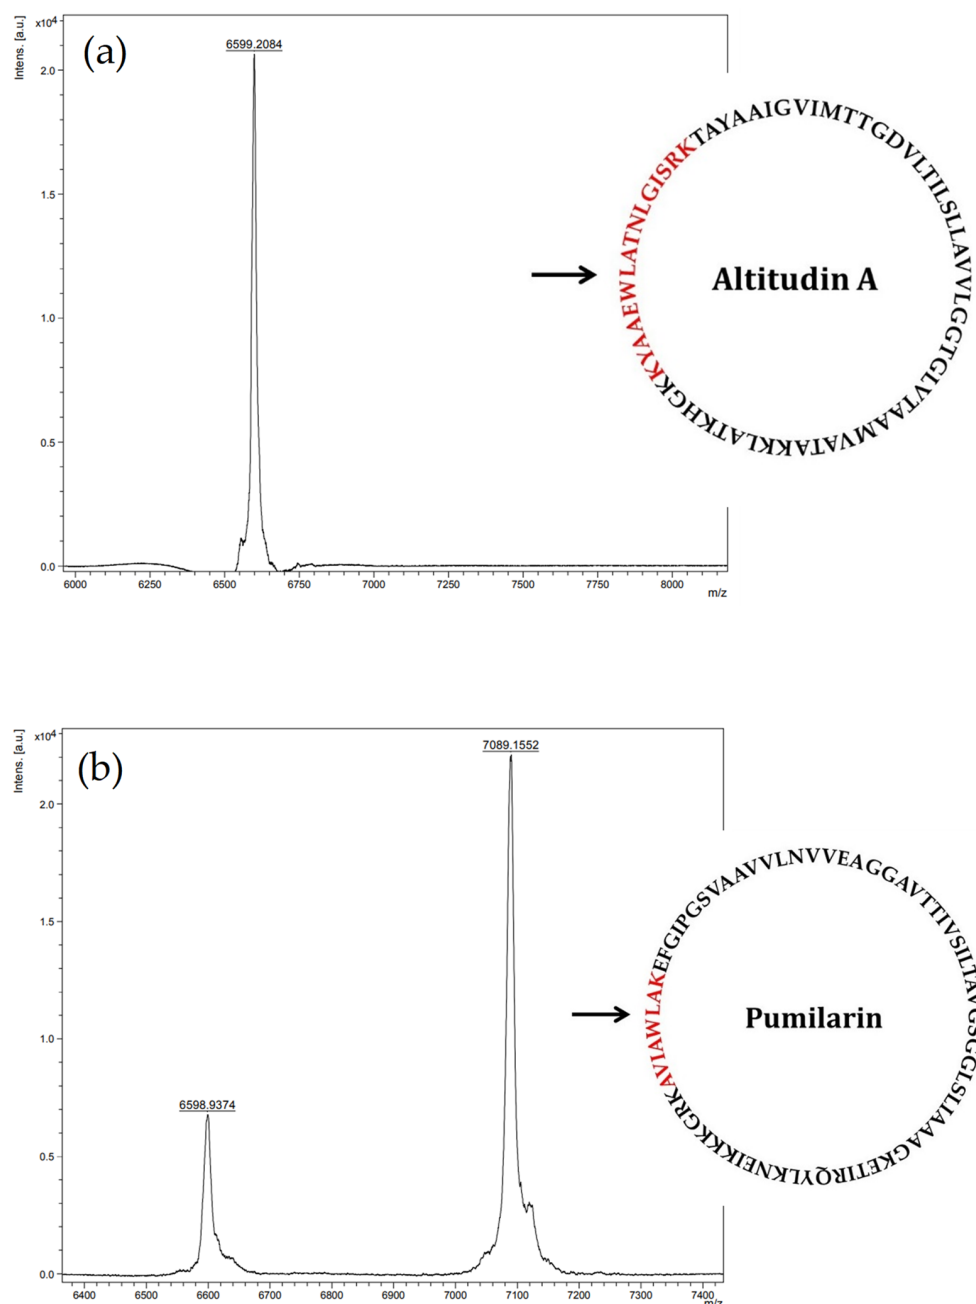 Intens. [a.u.]
x10⁴
(a)
6599.2084
2.0
1.5
1.0
0.5
0.0
6000 6250 6500 6750 7000 7250 7500 7750 8000
m/z
KYAAEWLATNLGISRKTAYAAIGVIMTTGDVLTILSLLAVVLGGTGLVTAAMVATAKKLATKHGK
Altitudin A
Intens. [a.u.]
x10⁴
(b)
7089.1552
6598.9374
2.0
1.5
1.0
0.5
0.0
6400 6500 6600 6700 6800 6900 7000 7100 7200 7300 7400
m/z
AVIAWLAKEFGIPGSVAAVVLNVVEAGGAVTTIVSILTAVGSGGLSLIAAAGKETIRQYLKNEIKKKGRK
Pumilarin